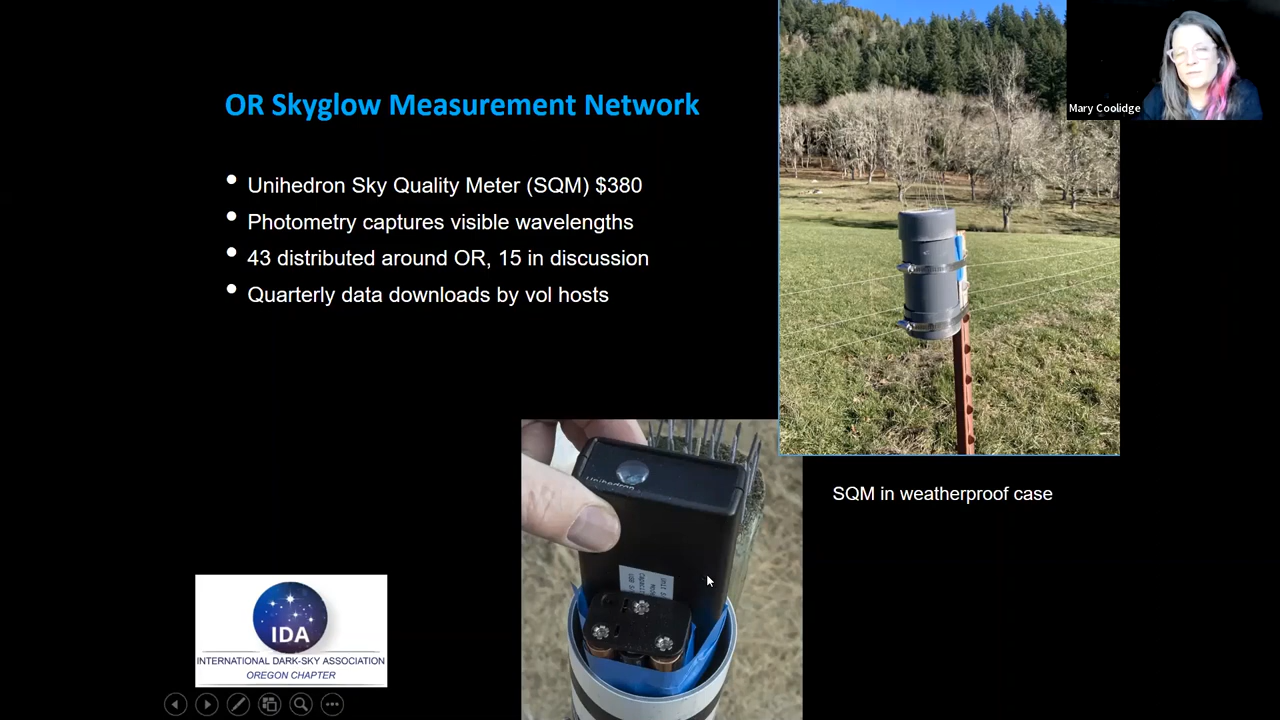 OR Skyglow Measurement Network
Mary Coolidge
• Unihedron Sky Quality Meter (SQM) $380
• Photometry captures visible wavelengths
• 43 distributed around OR, 15 in discussion
• Quarterly data downloads by vol hosts
Unihedron
SQM in weatherproof case
IDA
INTERNATIONAL DARK-SKY ASSOCIATION
OREGON CHAPTER